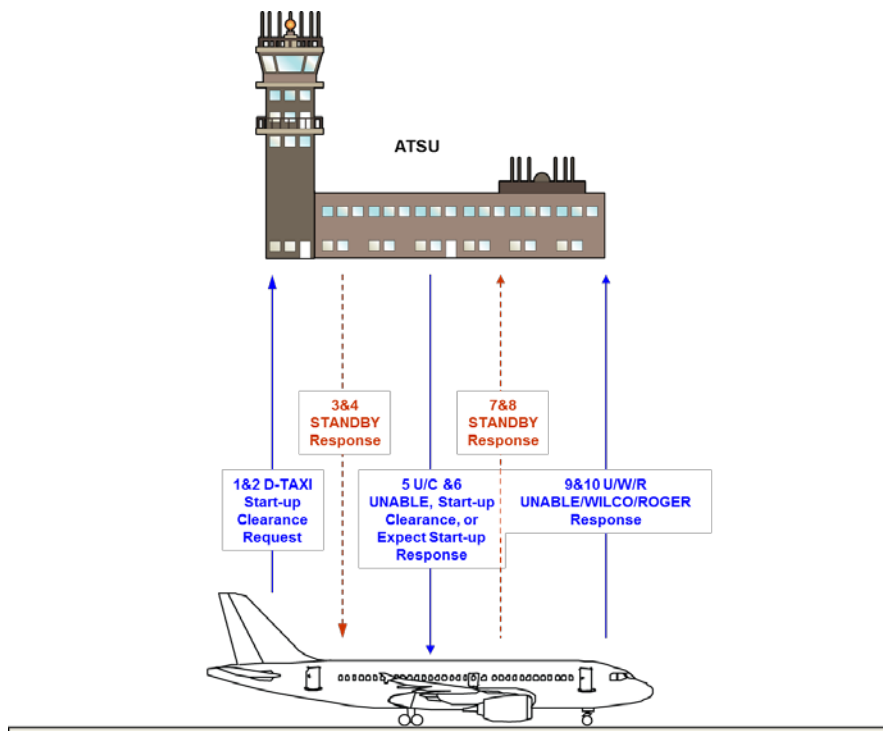 ATSU
3&4
STANDBY
Response
7&8
STANDBY
Response
1&2 D-TAXI
Start-up
Clearance
Request
5 U/C &6
UNABLE, Start-up
Clearance, or
Expect Start-up
Response
9&10 U/W/R
UNABLE/WILCO/ROGER
Response